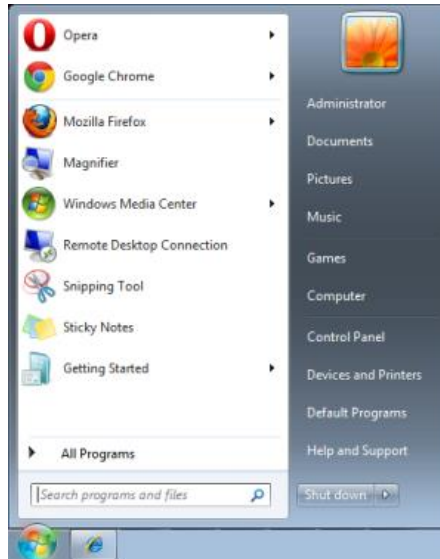 Opera
Google Chrome
Mozilla Firefox
Magnifier
Windows Media Center
Remote Desktop Connection
Snipping Tool
Sticky Notes
Getting Started
All Programs
Search programs and files
Administrator
Documents
Pictures
Music
Games
Computer
Control Panel
Devices and Printers
Default Programs
Help and Support
Shut down